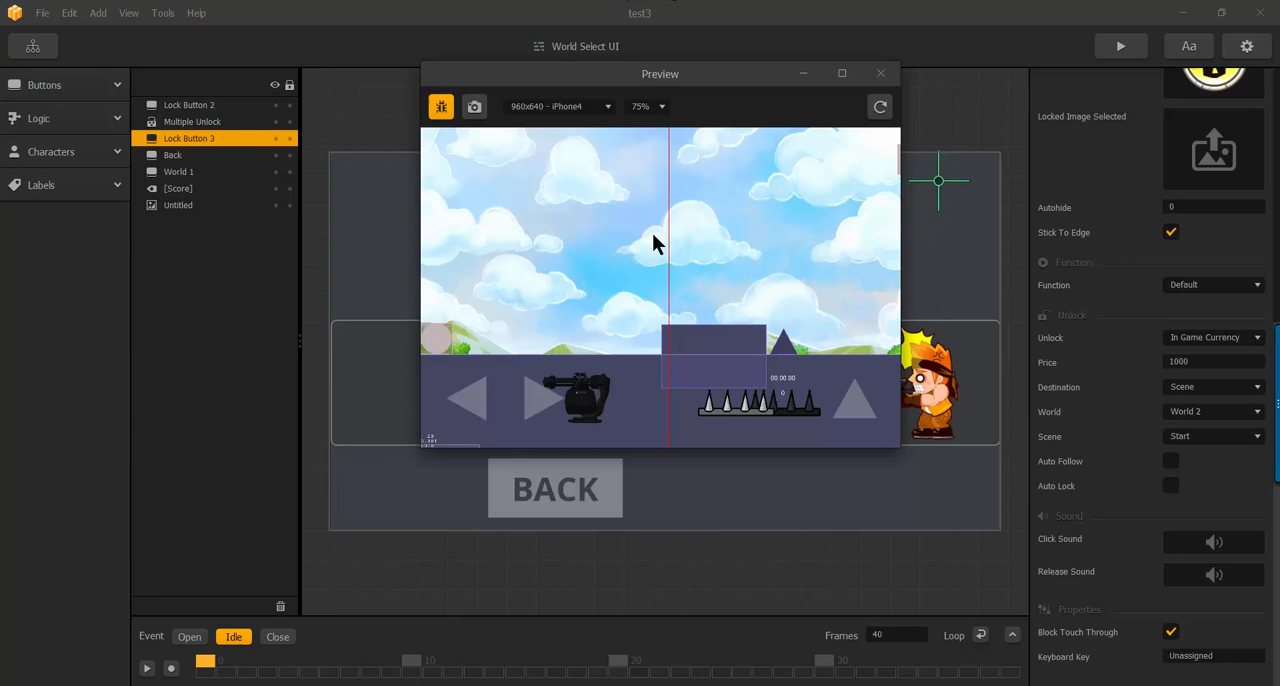 File Edit Add View Tools Help
test3
World Select UI
Aa
Buttons
Logic
Characters
Labels
Lock Button 2
Multiple Unlock
Lock Button 3
Back
World 1
[Score]
Untitled
Preview
960x640 - iPhone4
75%
00:00:00
0
BACK
Locked Image Selected
Autohide 0
Stick To Edge
Function
Function Default
Unlock
Unlock In Game Currency
Price 1000
Destination Scene
World World 2
Scene Start
Auto Follow
Auto Lock
Sound
Click Sound
Release Sound
Properties
Block Touch Through
Keyboard Key Unassigned
Event Open Idle Close
Frames 40 Loop
0 10 20 30